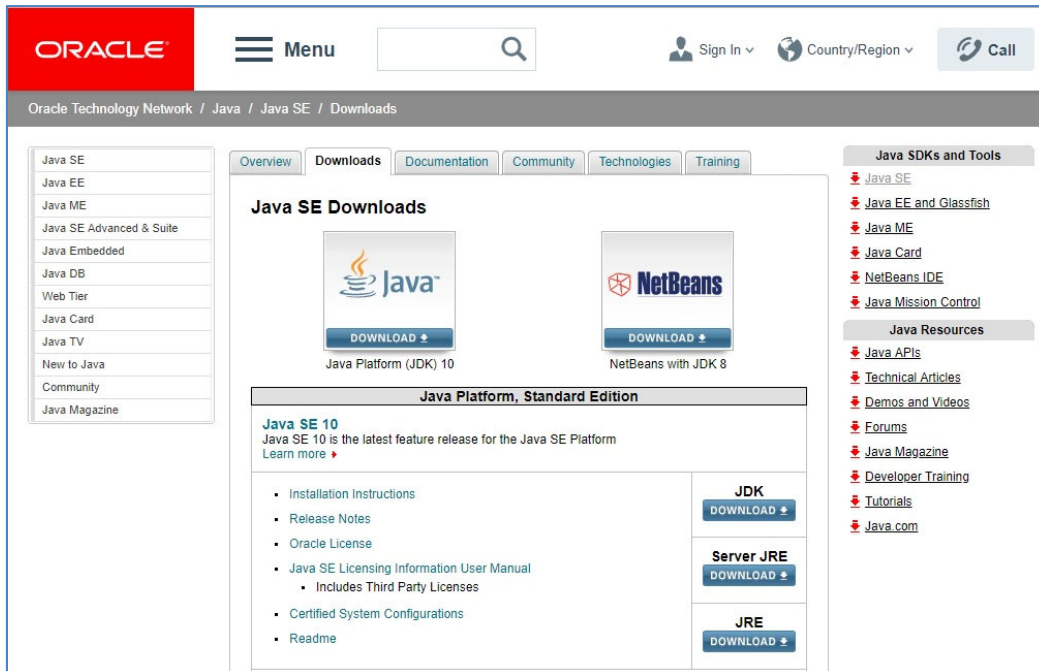 ORACLE
Menu
Sign In
Country/Region
Call
Oracle Technology Network / Java / Java SE / Downloads
Java SE
Java EE
Java ME
Java SE Advanced & Suite
Java Embedded
Java DB
Web Tier
Java Card
Java TV
New to Java
Community
Java Magazine
Overview
Downloads
Documentation
Community
Technologies
Training
Java SE Downloads
Java™
DOWNLOAD
Java Platform (JDK) 10
NetBeans
DOWNLOAD
NetBeans with JDK 8
Java Platform, Standard Edition
Java SE 10
Java SE 10 is the latest feature release for the Java SE Platform
Learn more
Installation Instructions
Release Notes
Oracle License
Java SE Licensing Information User Manual
Includes Third Party Licenses
Certified System Configurations
Readme
JDK
DOWNLOAD
Server JRE
DOWNLOAD
JRE
DOWNLOAD
Java SDKs and Tools
Java SE
Java EE and Glassfish
Java ME
Java Card
NetBeans IDE
Java Mission Control
Java Resources
Java APIs
Technical Articles
Demos and Videos
Forums
Java Magazine
Developer Training
Tutorials
Java.com